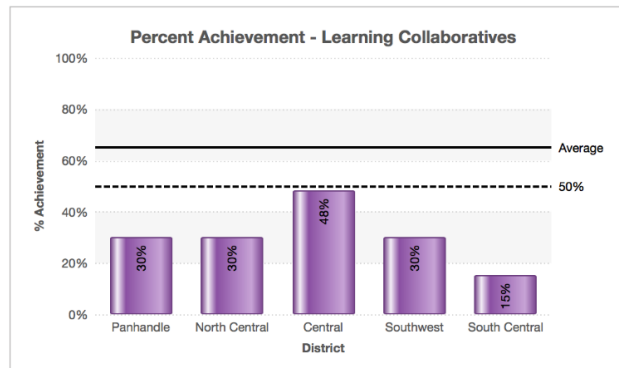 Percent Achievement - Learning Collaboratives
100%
80%
60%
40%
20%
0%
% Achievement
Average
50%
30%
30%
48%
30%
15%
Panhandle North Central Central Southwest South Central
District